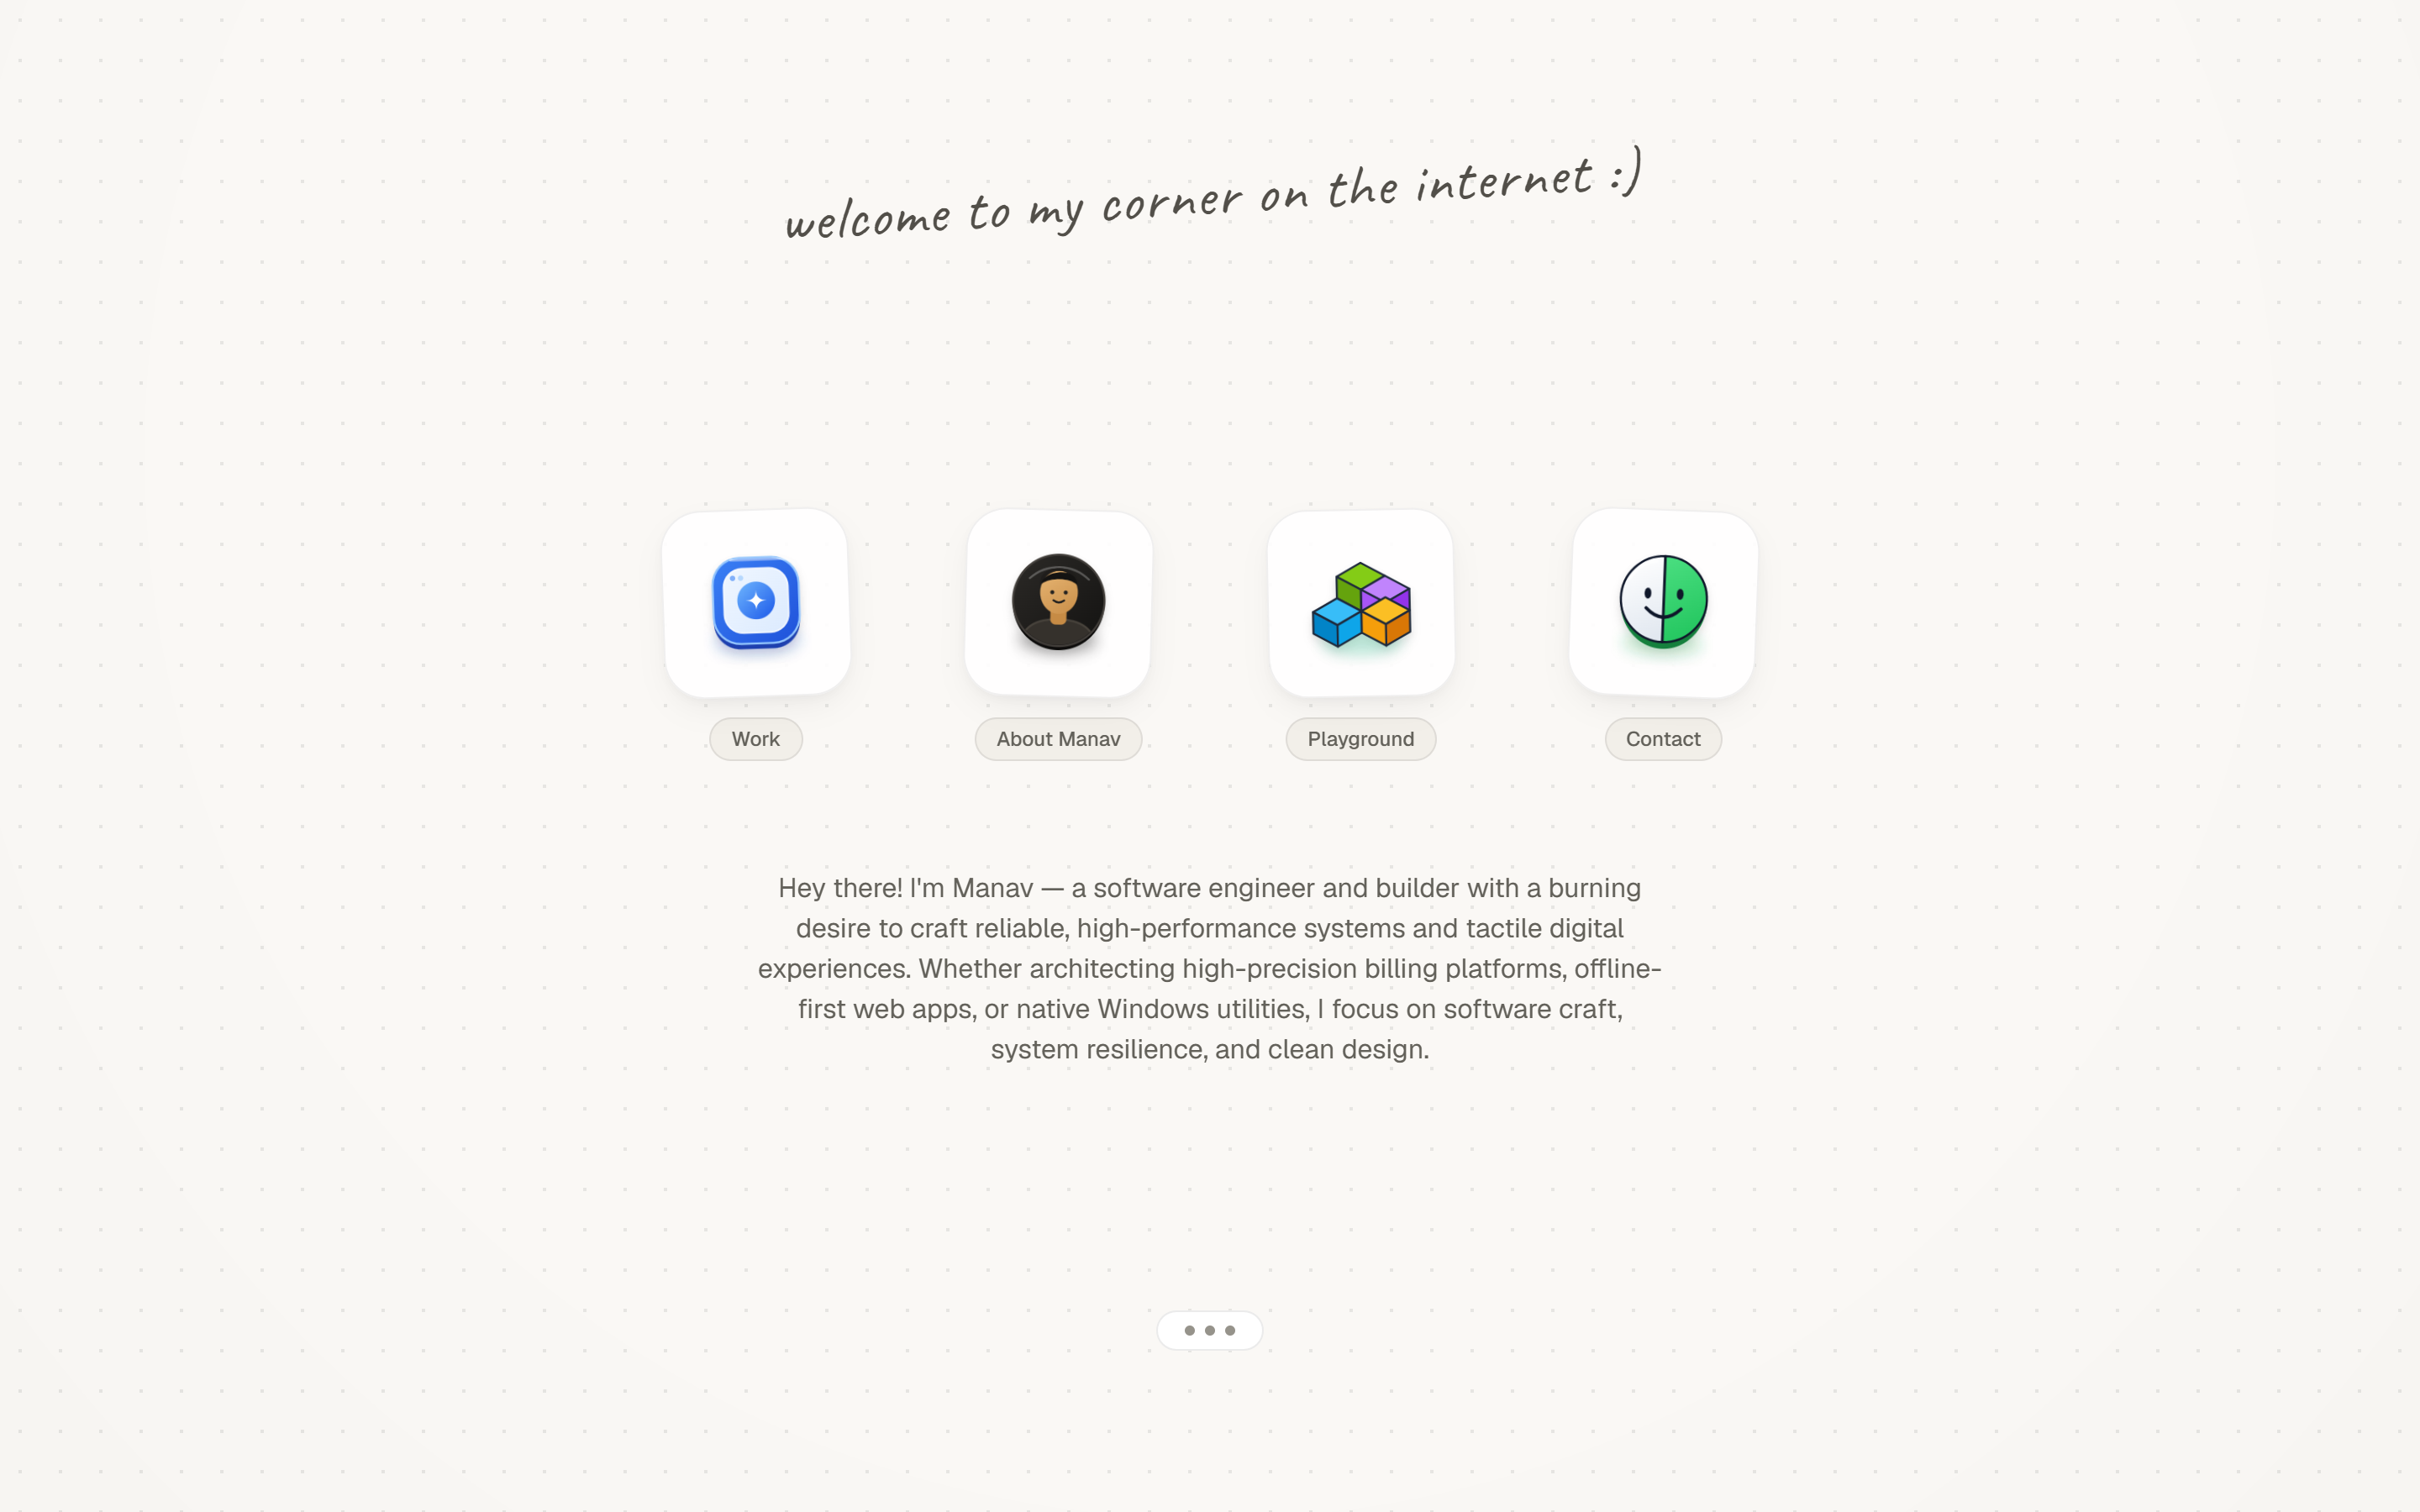 welcome to my corner on the internet :)
Work
About Manav
Playground
Contact
Hey there! I'm Manav — a software engineer and builder with a burning
desire to craft reliable, high-performance systems and tactile digital
experiences. Whether architecting high-precision billing platforms, offline-
first web apps, or native Windows utilities, I focus on software craft,
system resilience, and clean design.